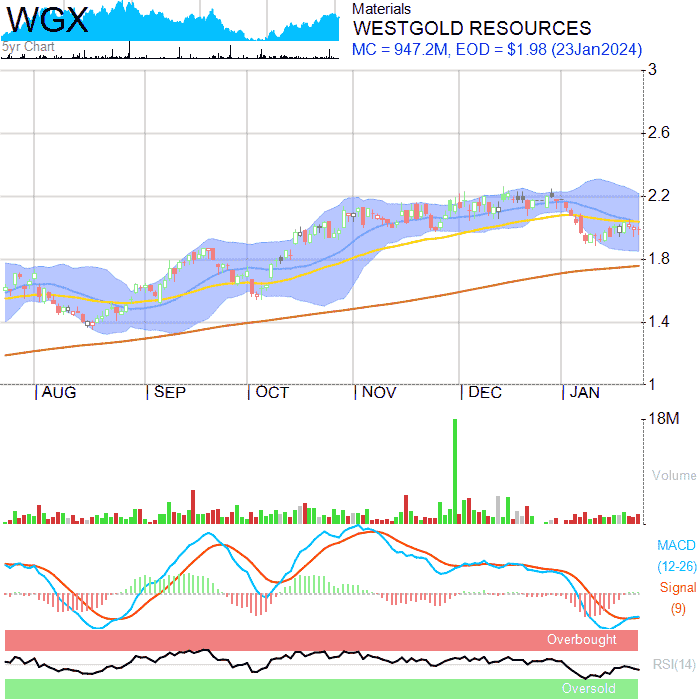 WGX
5yr Chart
Materials
WESTGOLD RESOURCES
MC = 947.2M, EOD = $1.98 (23Jan2024)
3
2.6
2.2
1.8
1.4
1
AUG SEP OCT NOV DEC JAN
18M
Volume
MACD
(12-26)
Signal
(9)
Overbought
RSI(14)
Oversold